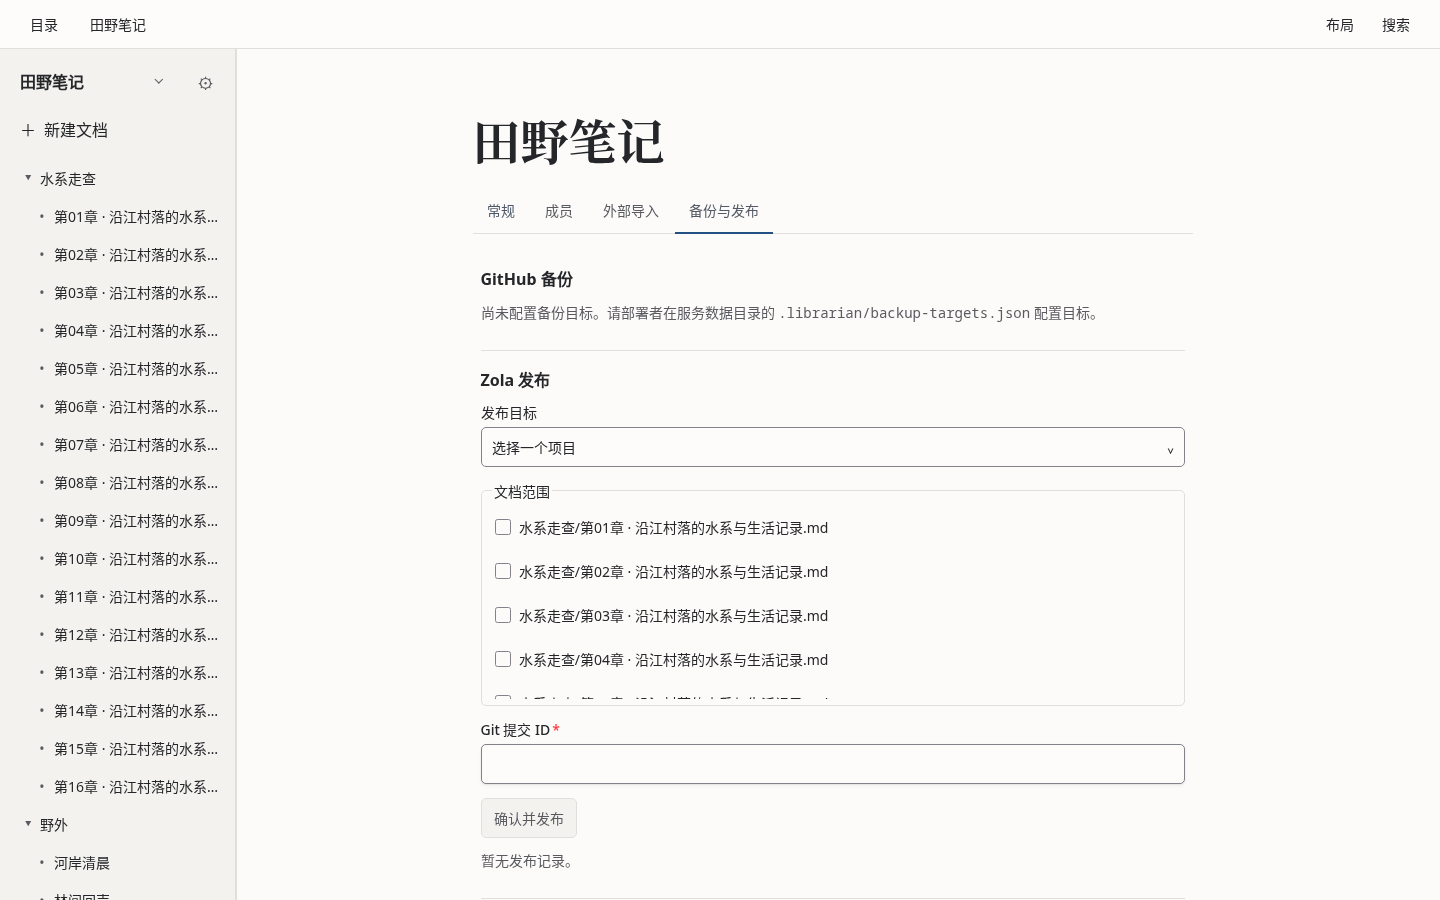 目录
田野笔记
布局
搜索
田野笔记
新建文档
水系走查
第01章 · 沿江村落的水系...
第02章 · 沿江村落的水系...
第03章 · 沿江村落的水系...
第04章 · 沿江村落的水系...
第05章 · 沿江村落的水系...
第06章 · 沿江村落的水系...
第07章 · 沿江村落的水系...
第08章 · 沿江村落的水系...
第09章 · 沿江村落的水系...
第10章 · 沿江村落的水系...
第11章 · 沿江村落的水系...
第12章 · 沿江村落的水系...
第13章 · 沿江村落的水系...
第14章 · 沿江村落的水系...
第15章 · 沿江村落的水系...
第16章 · 沿江村落的水系...
野外
河岸清晨
田野笔记
常规
成员
外部导入
备份与发布
GitHub 备份
尚未配置备份目标。请部署者在服务数据目录的 .librarian/backup-targets.json 配置目标。
Zola 发布
发布目标
选择一个项目
文档范围
水系走查/第01章 · 沿江村落的水系与生活记录.md
水系走查/第02章 · 沿江村落的水系与生活记录.md
水系走查/第03章 · 沿江村落的水系与生活记录.md
水系走查/第04章 · 沿江村落的水系与生活记录.md
Git 提交 ID *
确认并发布
暂无发布记录。